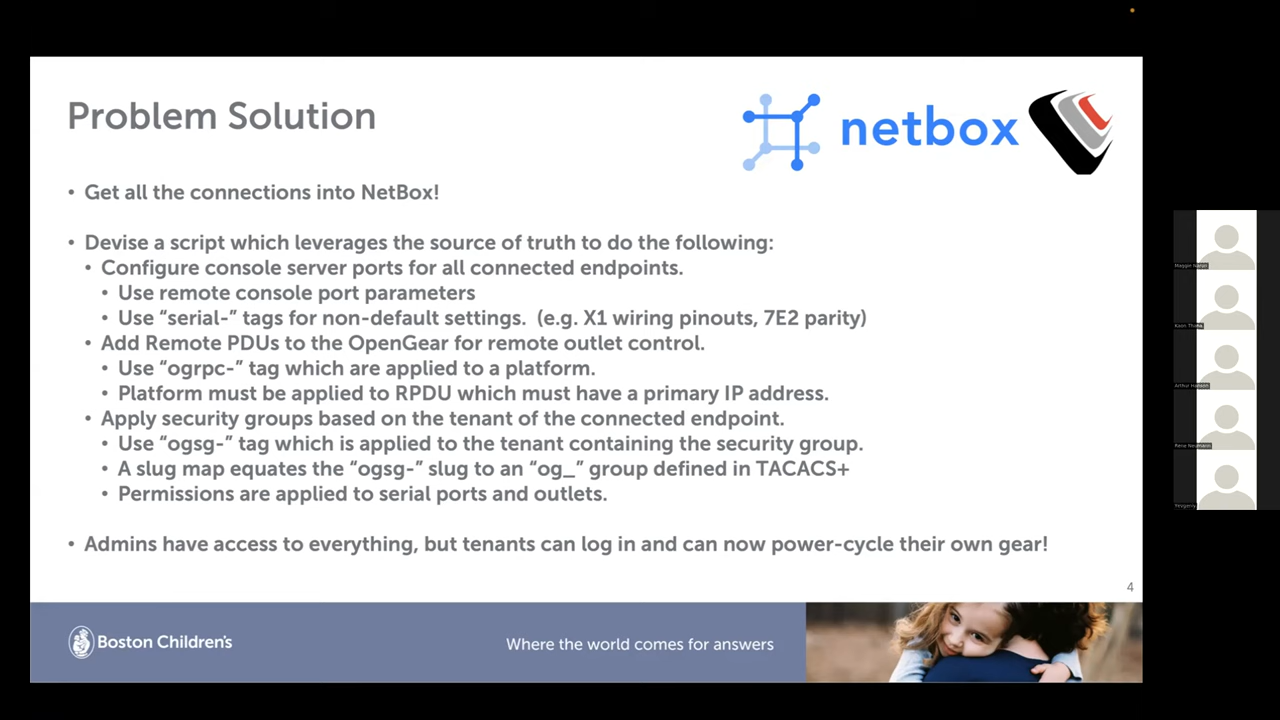 Problem Solution
netbox
• Get all the connections into NetBox!
• Devise a script which leverages the source of truth to do the following:
• Configure console server ports for all connected endpoints.
• Use remote console port parameters
• Use “serial-” tags for non-default settings. (e.g. X1 wiring pinouts, 7E2 parity)
• Add Remote PDUs to the OpenGear for remote outlet control.
• Use “ogrpc-” tag which are applied to a platform.
• Platform must be applied to RPDU which must have a primary IP address.
• Apply security groups based on the tenant of the connected endpoint.
• Use “ogsg-” tag which is applied to the tenant containing the security group.
• A slug map equates the “ogsg-” slug to an “og_” group defined in TACACS+
• Permissions are applied to serial ports and outlets.
• Admins have access to everything, but tenants can log in and can now power-cycle their own gear!
4
Boston Children's
Where the world comes for answers